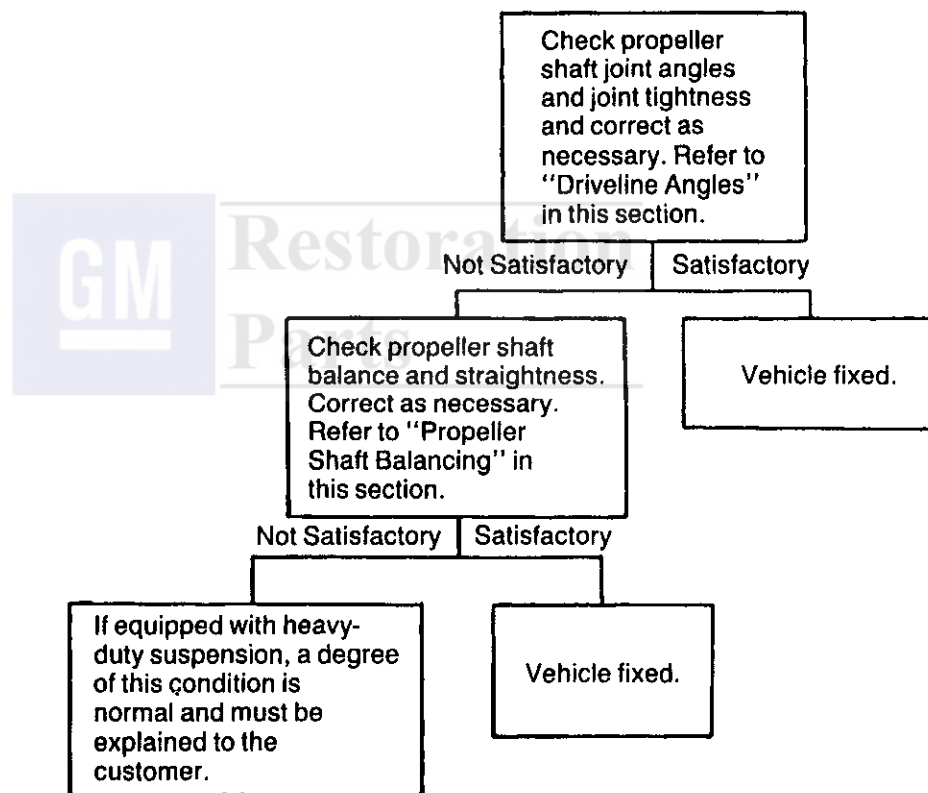 Check propeller
shaft joint angles
and joint tightness
and correct as
necessary. Refer to
"Driveline Angles"
in this section.
GM
Restoration
Parts
Not Satisfactory
Satisfactory
Check propeller shaft
balance and straightness.
Correct as necessary.
Refer to "Propeller
Shaft Balancing" in
this section.
Vehicle fixed.
Not Satisfactory
Satisfactory
If equipped with heavy-
duty suspension, a degree
of this condition is
normal and must be
explained to the
customer.
Vehicle fixed.